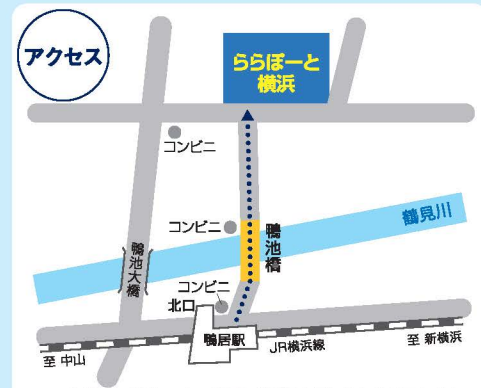 アクセス
ららぽーと
横浜
コンビニ
コンビニ
鶴見川
鴨池橋
鴨池大橋
コンビニ
北口
鴨居駅
JR横浜線
至 中山
至 新横浜